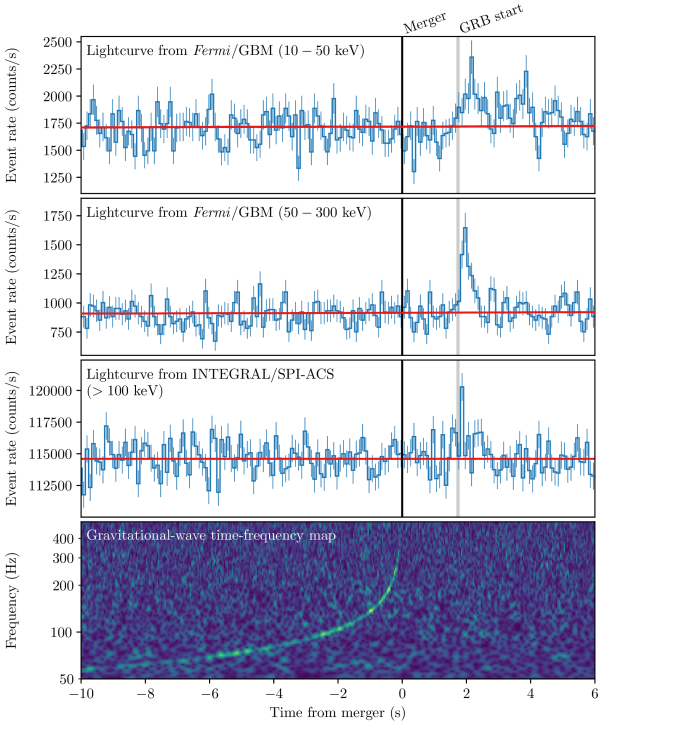 Merger
GRB start
Lightcurve from Fermi/GBM (10 − 50 keV)
Event rate (counts/s)
2500
2250
2000
1750
1500
1250
Lightcurve from Fermi/GBM (50 − 300 keV)
Event rate (counts/s)
1750
1500
1250
1000
750
Lightcurve from INTEGRAL/SPI-ACS
(> 100 keV)
Event rate (counts/s)
120000
117500
115000
112500
Gravitational-wave time-frequency map
Frequency (Hz)
400
300
200
100
50
−10 −8 −6 −4 −2 0 2 4 6
Time from merger (s)